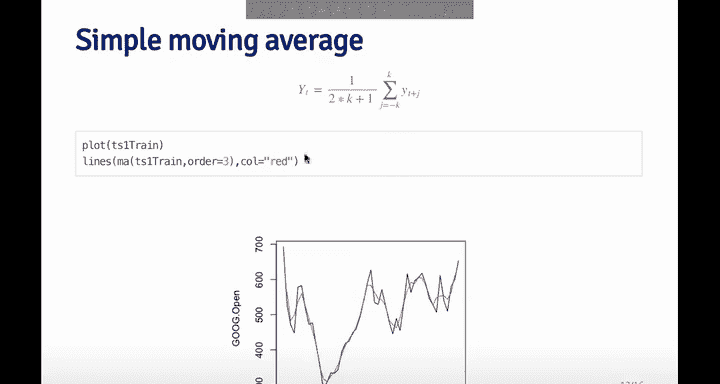 Simple moving average
Y_t = 1 / (2 * k + 1) ∑_{j=-k}^{k} y_{t+j}
plot(ts1Train)
lines(ma(ts1Train,order=3),col="red")
700
600
500
400
GOOG.Open